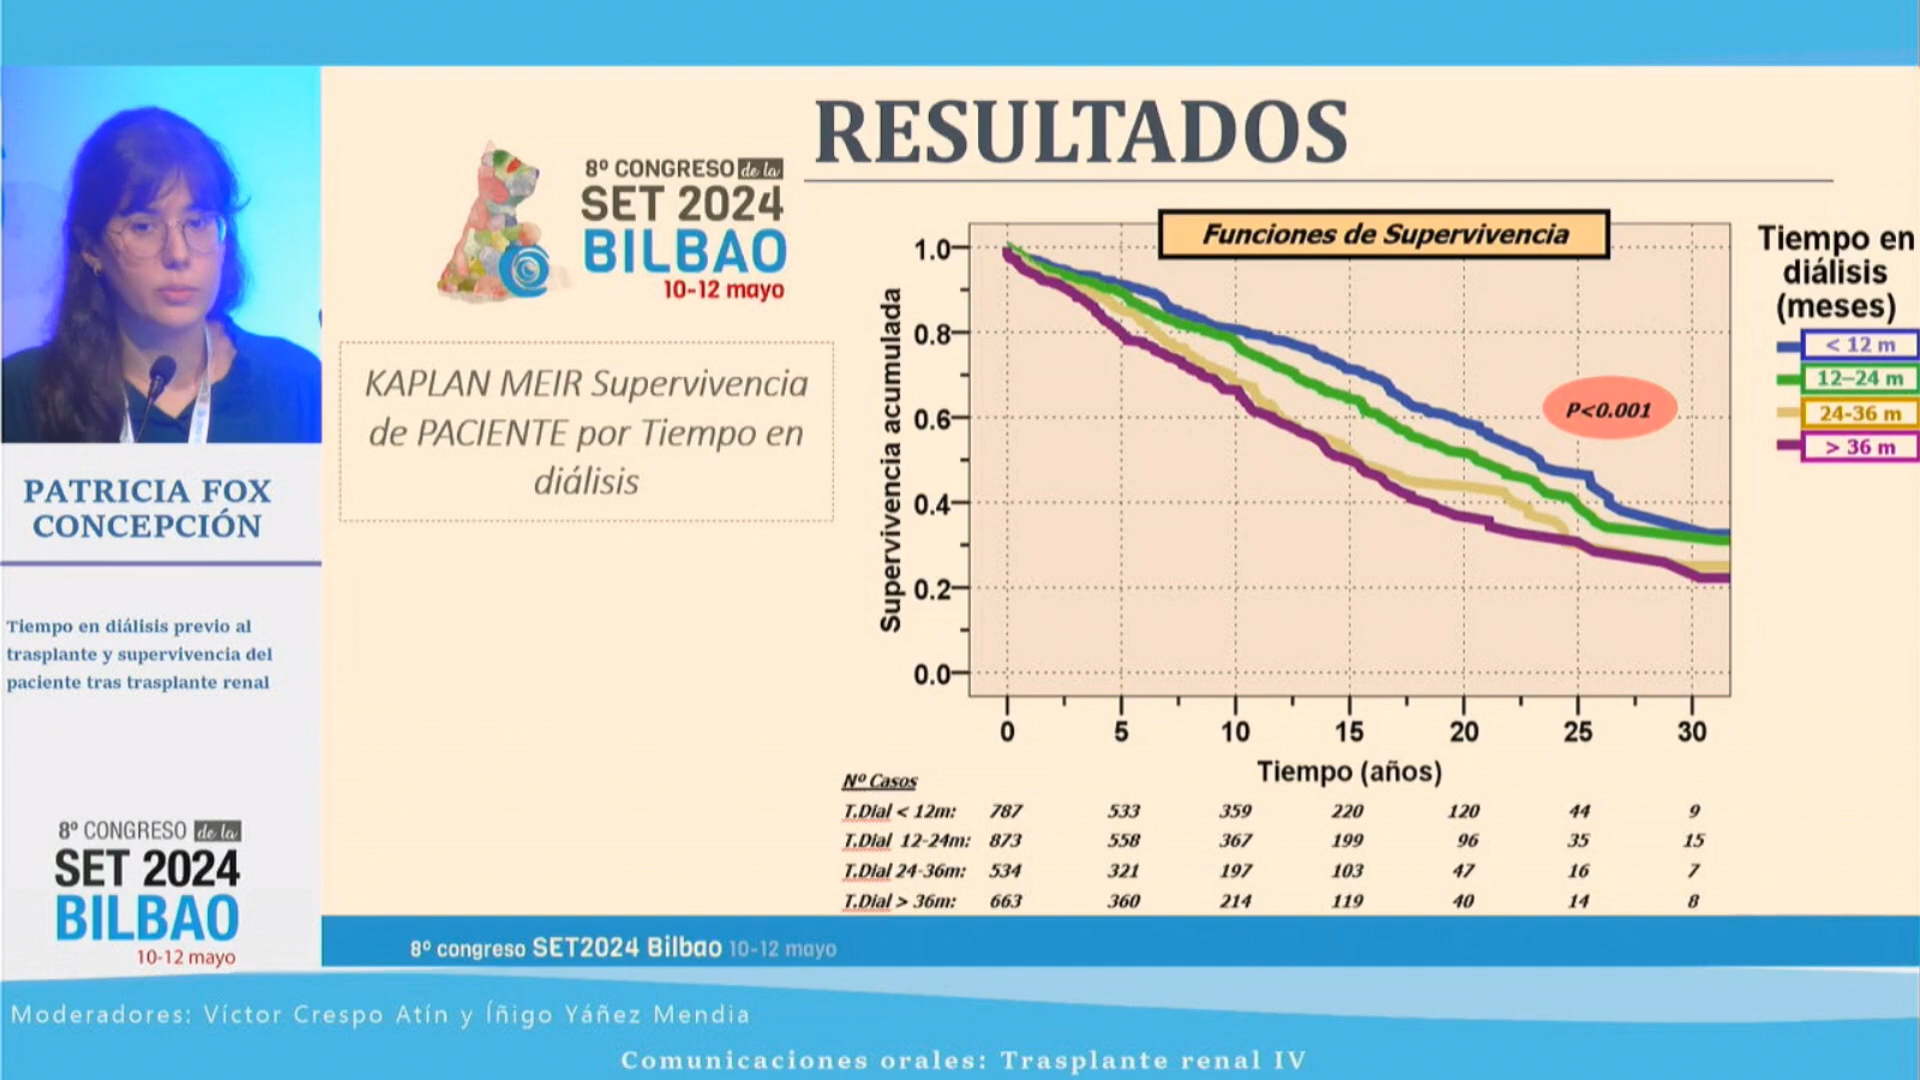 RESULTADOS
8º CONGRESO de la
SET 2024
BILBAO
10-12 mayo
KAPLAN MEIR Supervivencia
de PACIENTE por Tiempo en
diálisis
Funciones de Supervivencia
Supervivencia acumulada
1.0
0.8
0.6
0.4
0.2
0.0
0 5 10 15 20 25 30
Tiempo (años)
P<0.001
Tiempo en
diálisis
(meses)
< 12 m
12–24 m
24-36 m
> 36 m
Nº Casos
T.Dial < 12m: 787 533 359 220 120 44 9
T.Dial 12-24m: 873 558 367 199 96 35 15
T.Dial 24-36m: 534 321 197 103 47 16 7
T.Dial > 36m: 663 360 214 119 40 14 8
8º congreso SET2024 Bilbao 10-12 mayo
PATRICIA FOX
CONCEPCIÓN
Tiempo en diálisis previo al
trasplante y supervivencia del
paciente tras trasplante renal
8º CONGRESO de la
SET 2024
BILBAO
10-12 mayo
Moderadores: Víctor Crespo Atín y Íñigo Yáñez Mendia
Comunicaciones orales: Trasplante renal IV